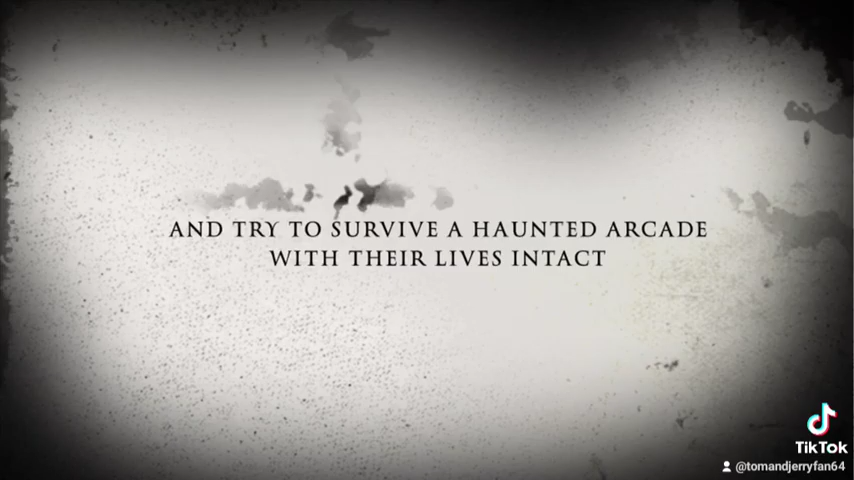 AND TRY TO SURVIVE A HAUNTED ARCADE
WITH THEIR LIVES INTACT
TikTok
@tomandjerryfan64